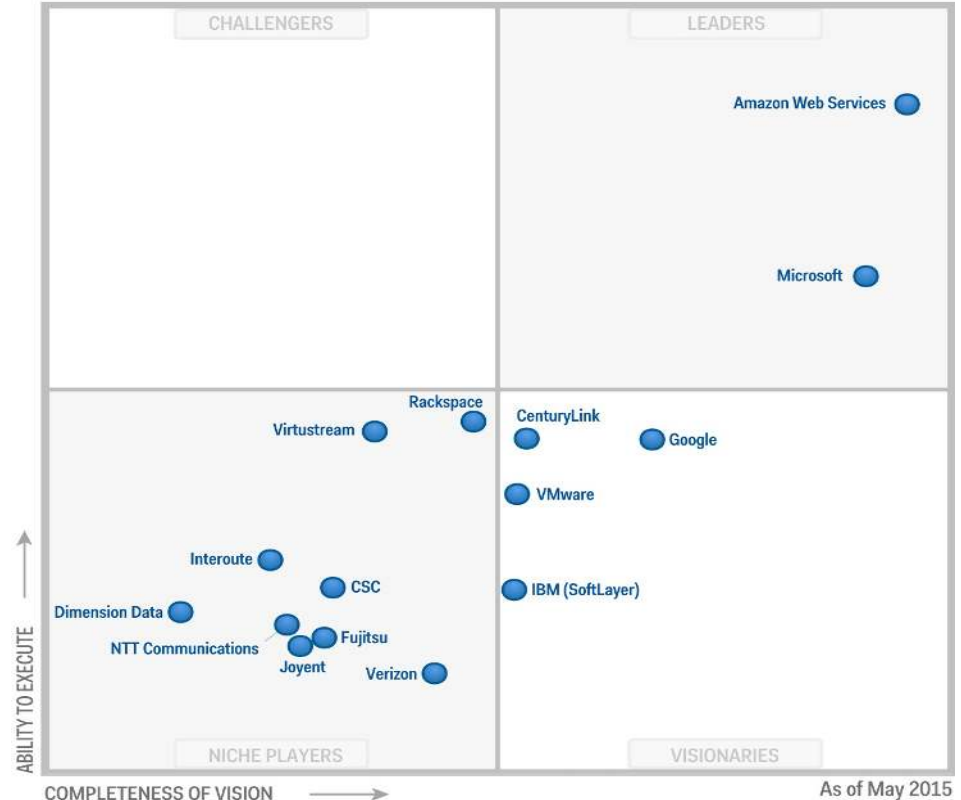 CHALLENGERS
LEADERS
Amazon Web Services
Microsoft
Rackspace
Virtustream
CenturyLink
Google
VMware
Interoute
CSC
IBM (SoftLayer)
Dimension Data
NTT Communications
Fujitsu
Joyent
Verizon
NICHE PLAYERS
VISIONARIES
ABILITY TO EXECUTE
COMPLETENESS OF VISION
As of May 2015